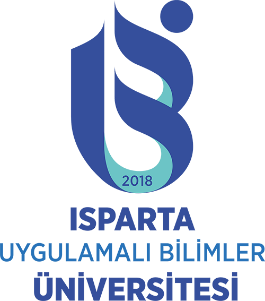 2018
ISPARTA
UYGULAMALI BİLİMLER
ÜNİVERSİTESİ